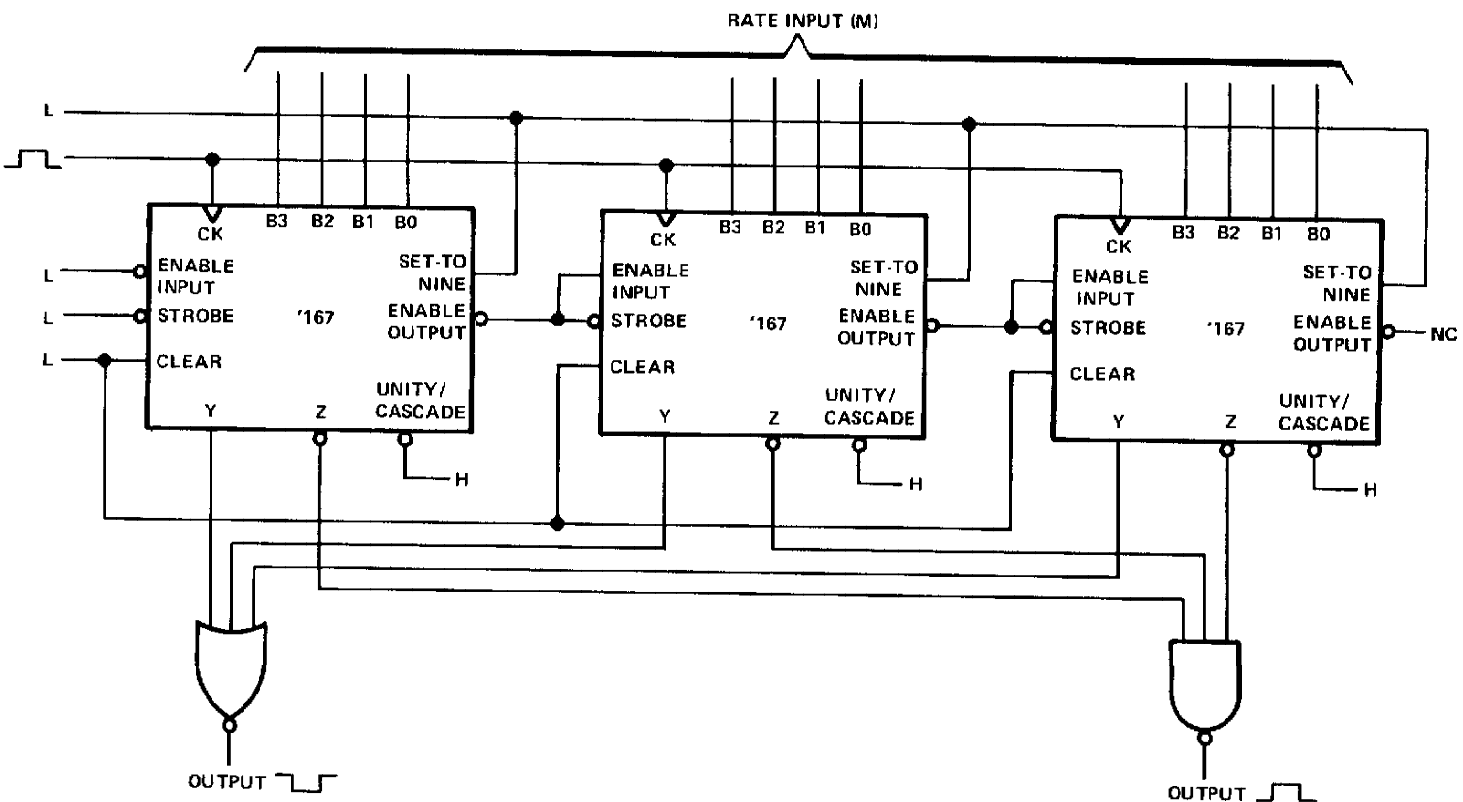 RATE INPUT (M)
L
B3 B2 B1 B0
CK
L ENABLE INPUT
L STROBE
L CLEAR
'167
SET-TO NINE
ENABLE OUTPUT
UNITY/ CASCADE
Y Z
H
B3 B2 B1 B0
CK
ENABLE INPUT
STROBE
CLEAR
'167
SET-TO NINE
ENABLE OUTPUT
UNITY/ CASCADE
Y Z
H
B3 B2 B1 B0
CK
ENABLE INPUT
STROBE
CLEAR
'167
SET-TO NINE
ENABLE OUTPUT
NC
UNITY/ CASCADE
Y Z
H
OUTPUT
OUTPUT